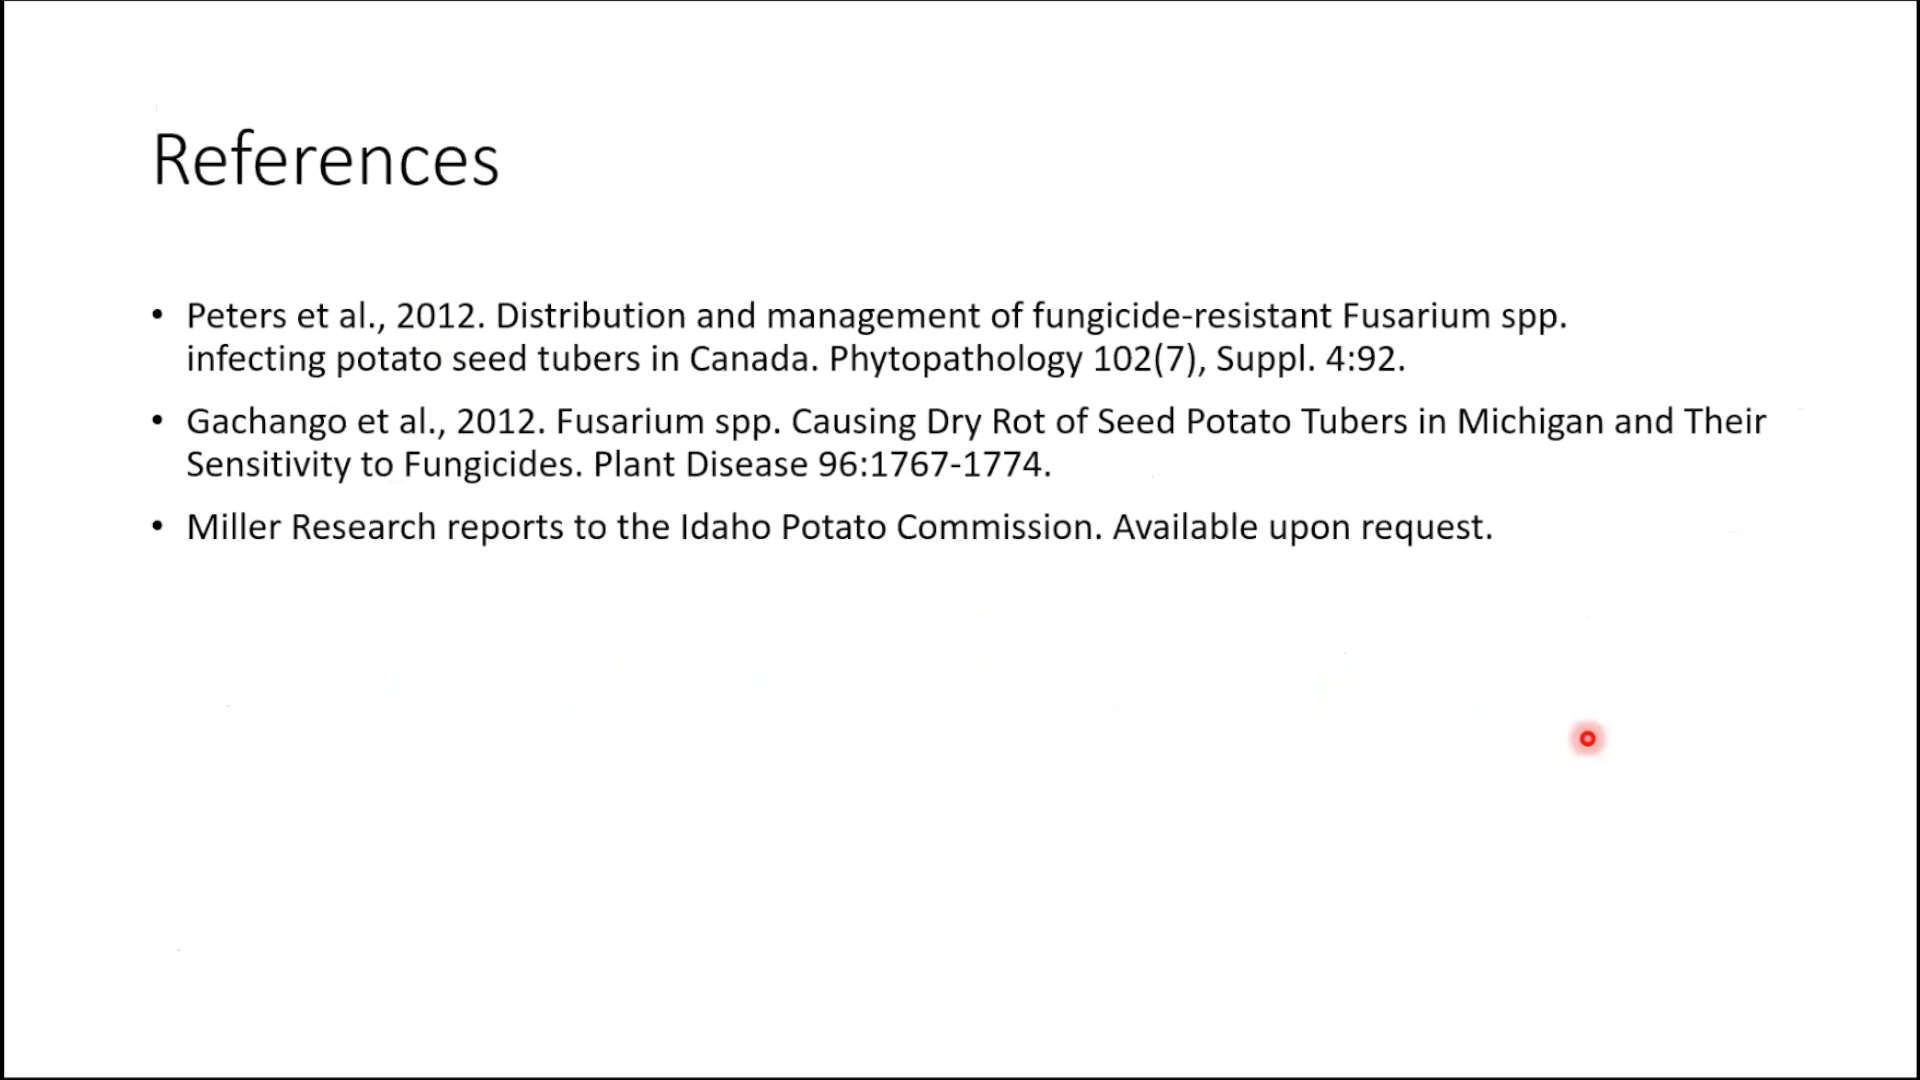 References
• Peters et al., 2012. Distribution and management of fungicide-resistant Fusarium spp.
infecting potato seed tubers in Canada. Phytopathology 102(7), Suppl. 4:92.
• Gachango et al., 2012. Fusarium spp. Causing Dry Rot of Seed Potato Tubers in Michigan and Their
Sensitivity to Fungicides. Plant Disease 96:1767-1774.
• Miller Research reports to the Idaho Potato Commission. Available upon request.